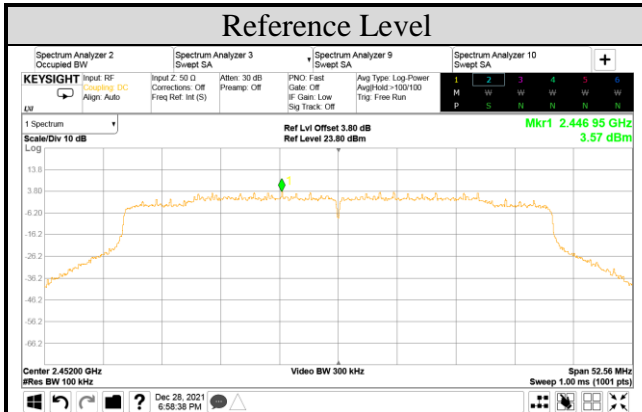 Reference Level
Spectrum Analyzer 2
Occupied BW
Spectrum Analyzer 3
Swept SA
Spectrum Analyzer 9
Swept SA
Spectrum Analyzer 10
Swept SA
+
KEYSIGHT
Input: RF
Coupling: DC
Align: Auto
Input Z: 50 Ω
Corrections: Off
Freq Ref: Int (S)
Atten: 30 dB
Preamp: Off
PNO: Fast
Gate: Off
IF Gain: Low
Sig Track: Off
Avg Type: Log-Power
Avg|Hold:>100/100
Trig: Free Run
1 2 3 4 5 6
M W W W W W
P S N N N N
1 Spectrum
Scale/Div 10 dB
Log
Ref Lvl Offset 3.80 dB
Ref Level 23.80 dBm
Mkr1 2.446 95 GHz
3.57 dBm
13.8
3.80
-6.20
-16.2
-26.2
-36.2
-46.2
-56.2
-66.2
Center 2.45200 GHz
#Res BW 100 kHz
Video BW 300 kHz
Span 52.56 MHz
Sweep 1.00 ms (1001 pts)
?
Dec 28, 2021
6:58:38 PM